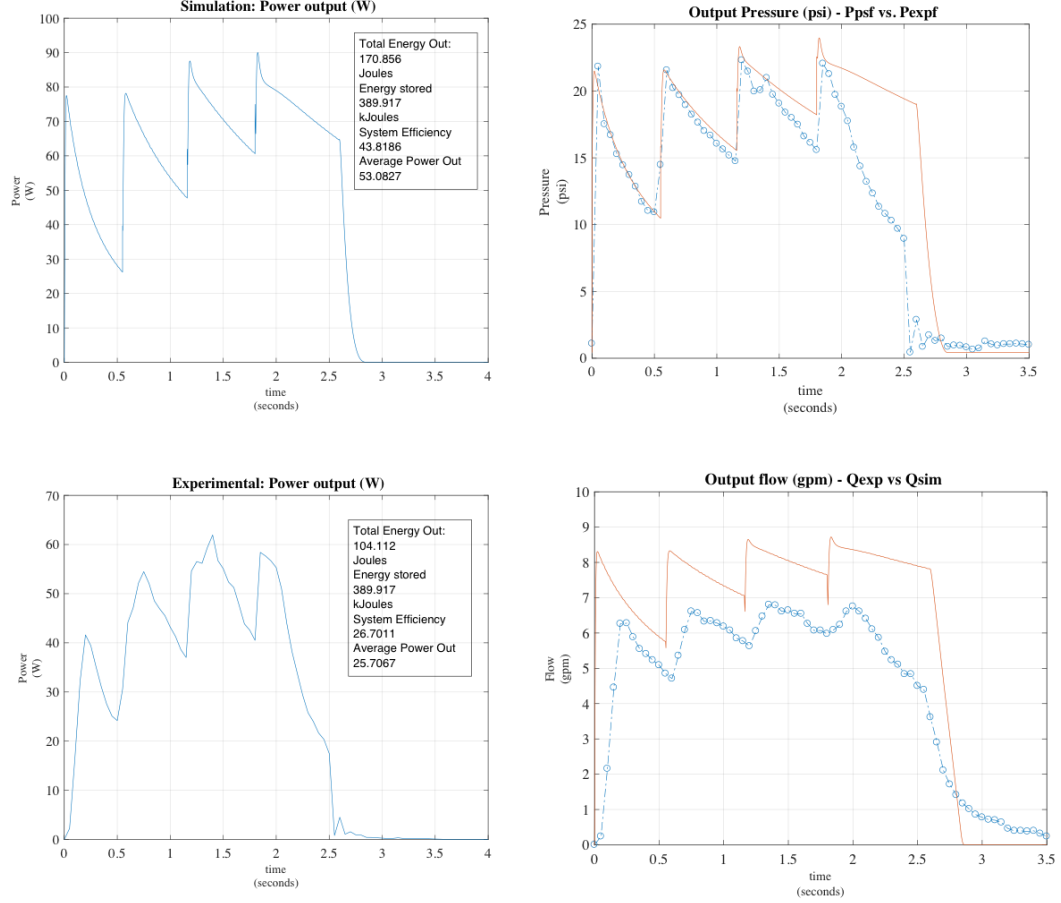 Simulation: Power output (W)
100
90
80
70
60
50
40
30
20
10
0
Power
(W)
Total Energy Out:
170.856
Joules
Energy stored
389.917
kJoules
System Efficiency
43.8186
Average Power Out
53.0827
0 0.5 1 1.5 2 2.5 3 3.5 4
time
(seconds)
Output Pressure (psi) - Ppsf vs. Pexpf
25
20
15
10
5
0
Pressure
(psi)
0 0.5 1 1.5 2 2.5 3 3.5
time
(seconds)
Experimental: Power output (W)
70
60
50
40
30
20
10
0
Power
(W)
Total Energy Out:
104.112
Joules
Energy stored
389.917
kJoules
System Efficiency
26.7011
Average Power Out
25.7067
0 0.5 1 1.5 2 2.5 3 3.5 4
time
(seconds)
Output flow (gpm) - Qexp vs Qsim
10
9
8
7
6
5
4
3
2
1
0
Flow
(gpm)
0 0.5 1 1.5 2 2.5 3 3.5
time
(seconds)